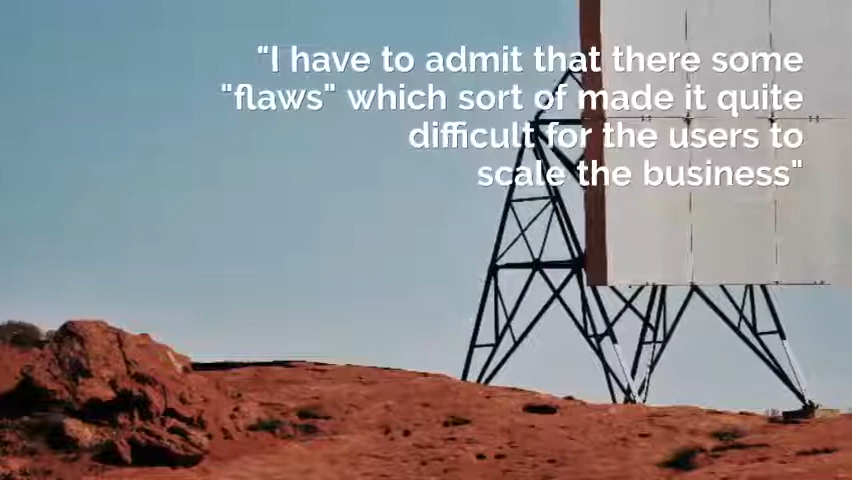 "I have to admit that there some
"flaws" which sort of made it quite
difficult for the users to
scale the business"